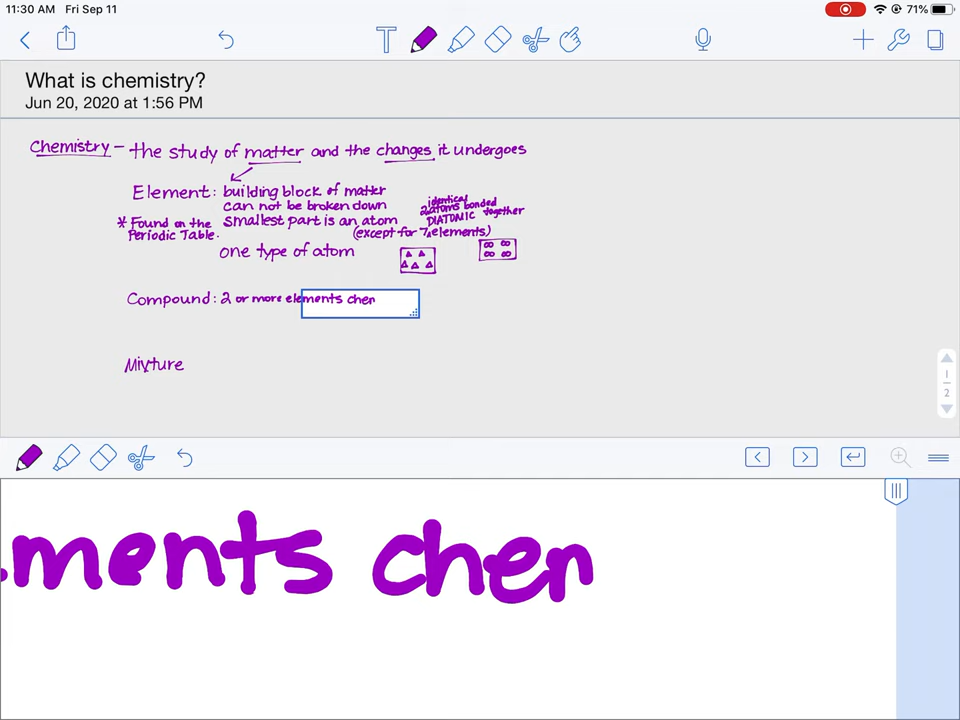 11:30 AM Fri Sep 11
71%
T
What is chemistry?
Jun 20, 2020 at 1:56 PM
Chemistry – the study of matter and the changes it undergoes
Element: building block of matter
can not be broken down
smallest part is an atom
(except for 7 elements)
identical
2 atoms bonded
DIATOMIC together
* Found on the
Periodic Table.
one type of atom
Compound: 2 or more elements chem
Mixture
1
2
ements chem